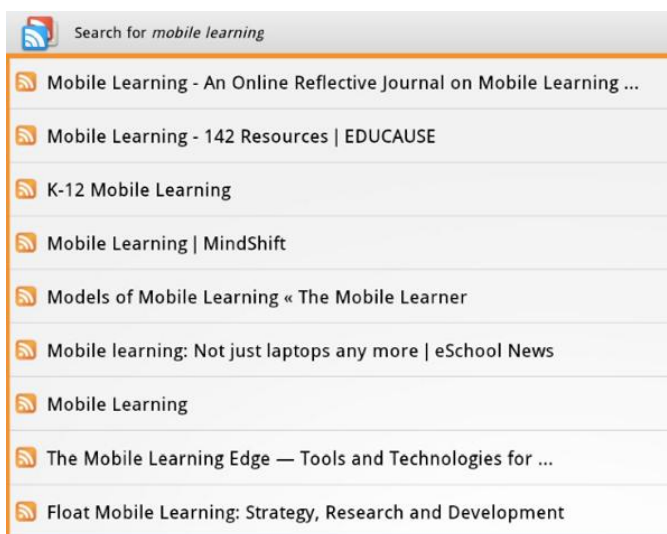 Search for mobile learning
Mobile Learning - An Online Reflective Journal on Mobile Learning ...
Mobile Learning - 142 Resources | EDUCAUSE
K-12 Mobile Learning
Mobile Learning | MindShift
Models of Mobile Learning « The Mobile Learner
Mobile learning: Not just laptops any more | eSchool News
Mobile Learning
The Mobile Learning Edge — Tools and Technologies for ...
Float Mobile Learning: Strategy, Research and Development